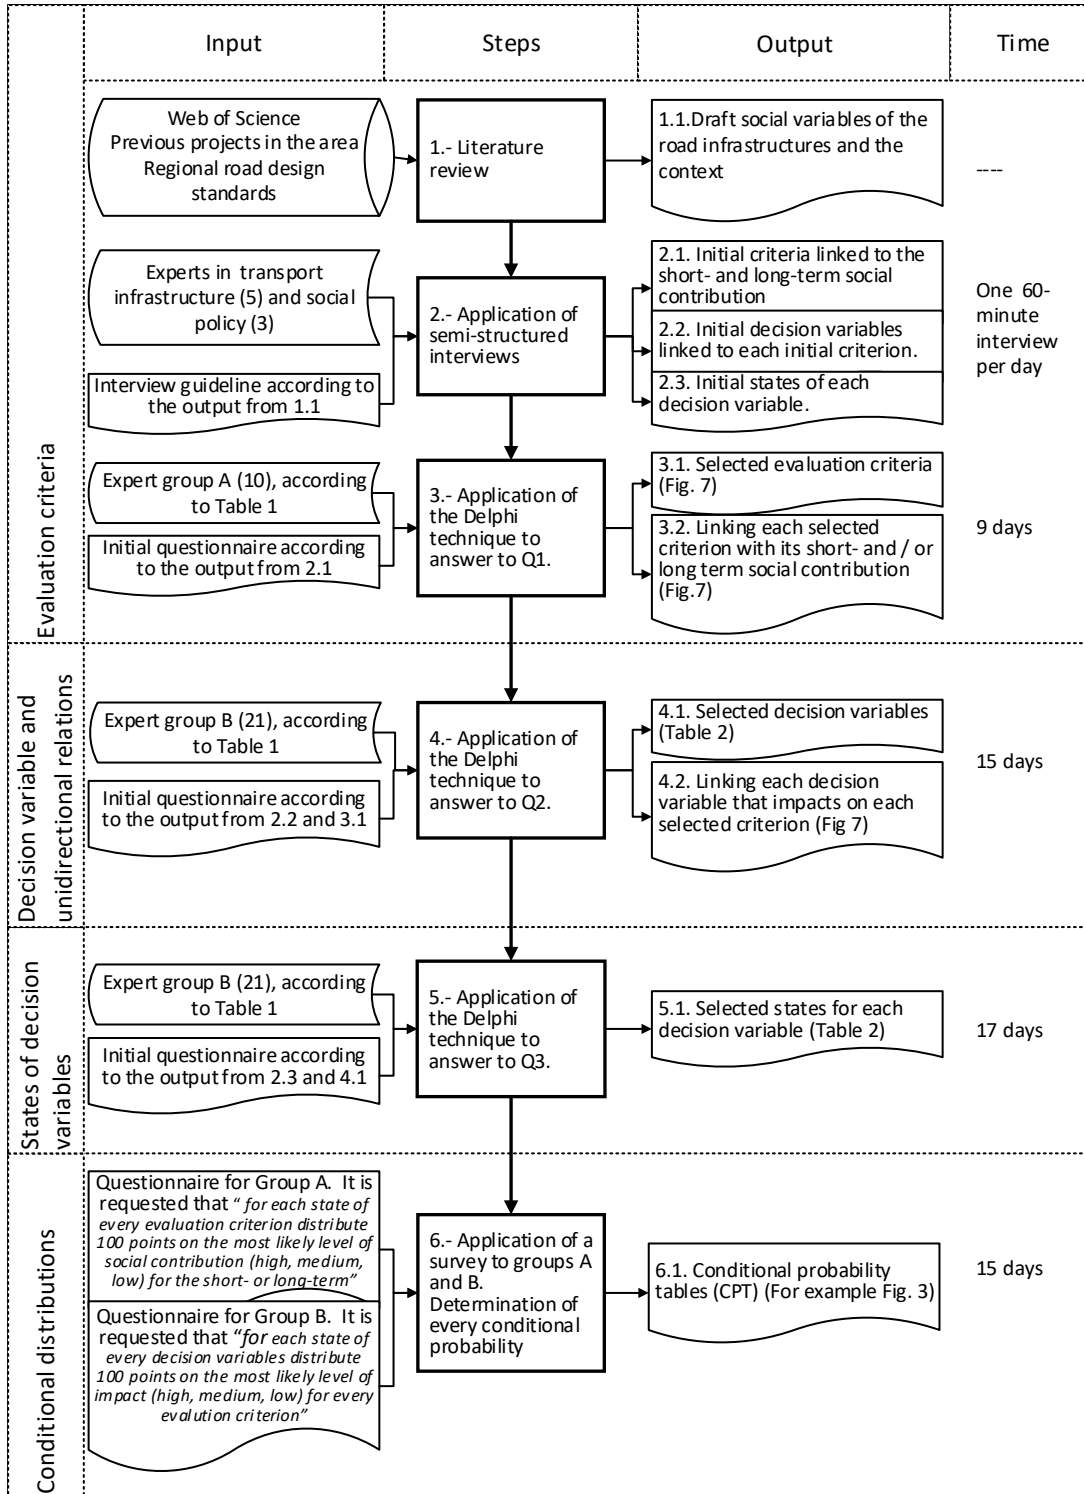 Input
Steps
Output
Time
Evaluation criteria
Web of Science
Previous projects in the area
Regional road design
standards
1.- Literature
review
1.1.Draft social variables of the
road infrastructures and the
context
----
Experts in transport
infrastructure (5) and social
policy (3)
Interview guideline according to
the output from 1.1
2.- Application of
semi-structured
interviews
2.1. Initial criteria linked to the
short- and long-term social
contribution
2.2. Initial decision variables
linked to each initial criterion.
2.3. Initial states of each
decision variable.
One 60-
minute
interview
per day
Expert group A (10), according
to Table 1
Initial questionnaire according
to the output from 2.1
3.- Application of
the Delphi
technique to
answer to Q1.
3.1. Selected evaluation criteria
(Fig. 7)
3.2. Linking each selected
criterion with its short- and / or
long term social contribution
(Fig.7)
9 days
Decision variable and
unidirectional relations
Expert group B (21), according
to Table 1
Initial questionnaire according
to the output from 2.2 and 3.1
4.- Application of
the Delphi
technique to
answer to Q2.
4.1. Selected decision variables
(Table 2)
4.2. Linking each decision
variable that impacts on each
selected criterion (Fig 7)
15 days
States of decision
variables
Expert group B (21), according
to Table 1
Initial questionnaire according
to the output from 2.3 and 4.1
5.- Application of
the Delphi
technique to
answer to Q3.
5.1. Selected states for each
decision variable (Table 2)
17 days
Conditional distributions
Questionnaire for Group A. It is
requested that “ for each state of
every evaluation criterion distribute
100 points on the most likely level of
social contribution (high, medium,
low) for the short- or long-term”
Questionnaire for Group B. It is
requested that “for each state of
every decision variables distribute
100 points on the most likely level of
impact (high, medium, low) for every
evalution criterion”
6.- Application of a
survey to groups A
and B.
Determination of
every conditional
probability
6.1. Conditional probability
tables (CPT) (For example Fig. 3)
15 days